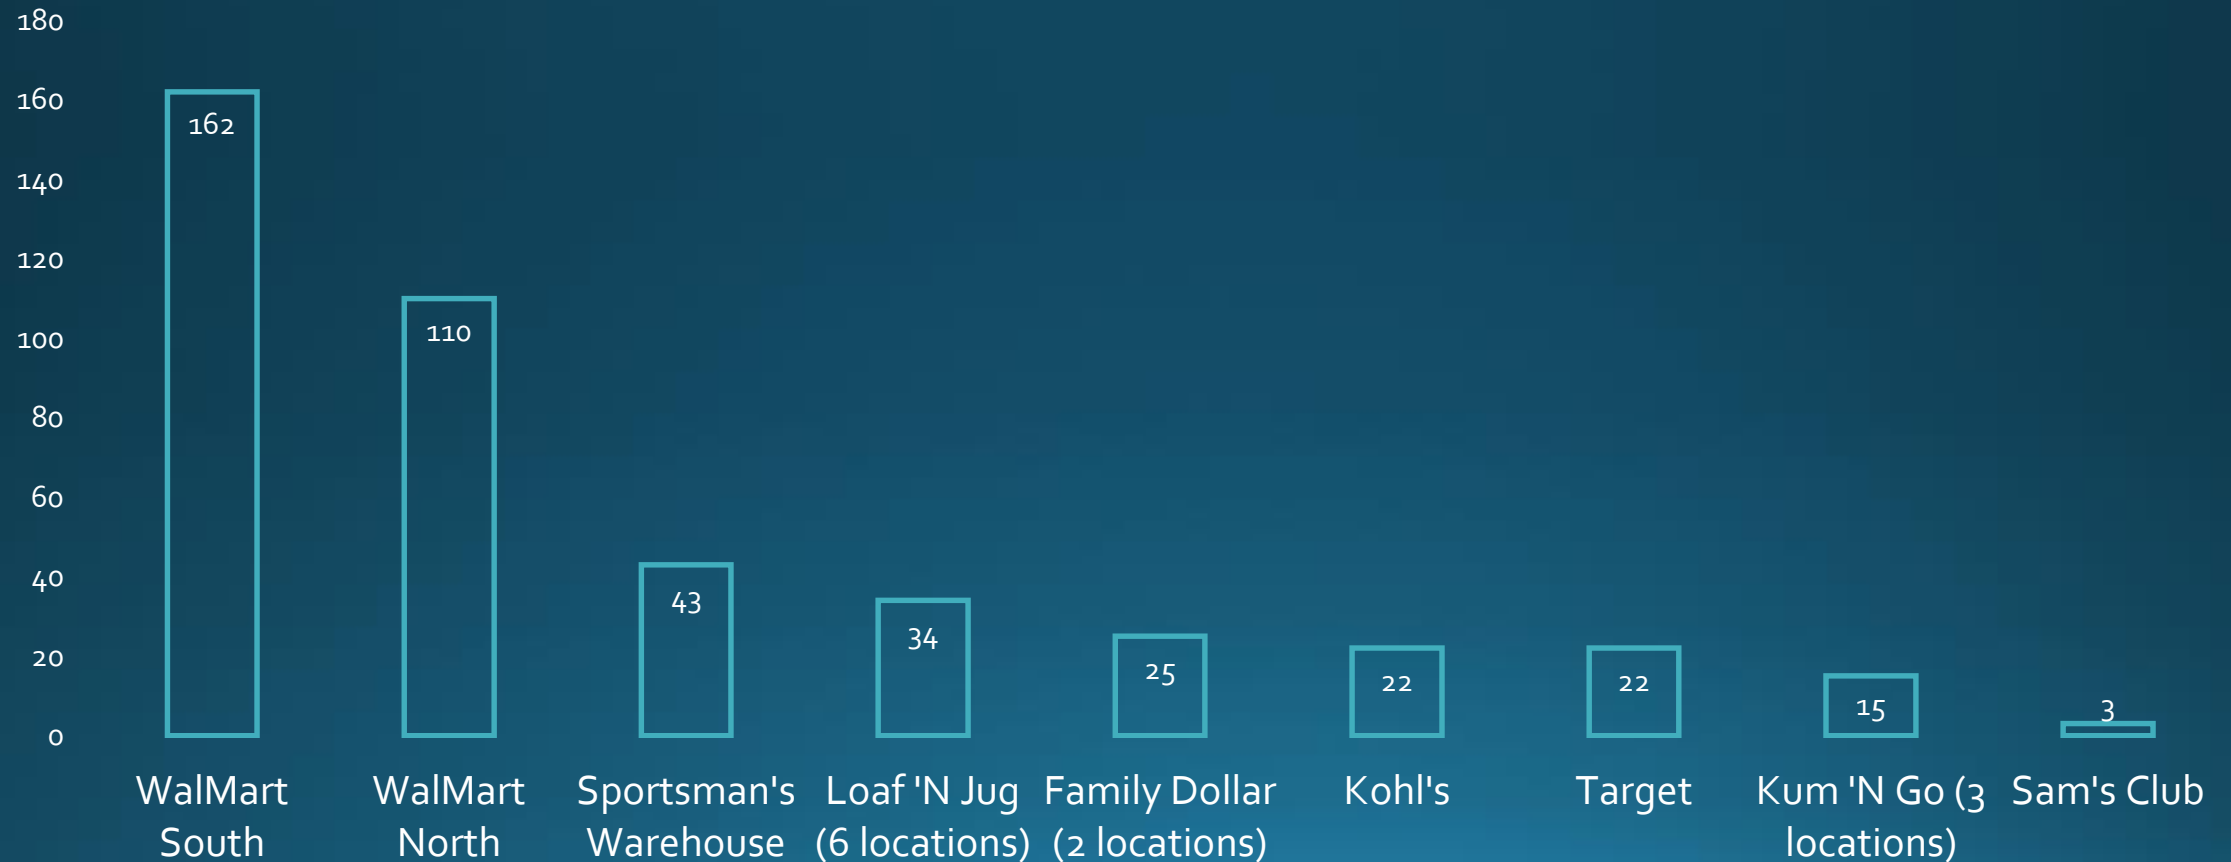 180
160
140
120
100
80
60
40
20
0
162
110
43
34
25
22
22
15
3
WalMart
South
WalMart
North
Sportsman's
Warehouse
Loaf 'N Jug
(6 locations)
Family Dollar
(2 locations)
Kohl's
Target
Kum 'N Go (3
locations)
Sam's Club